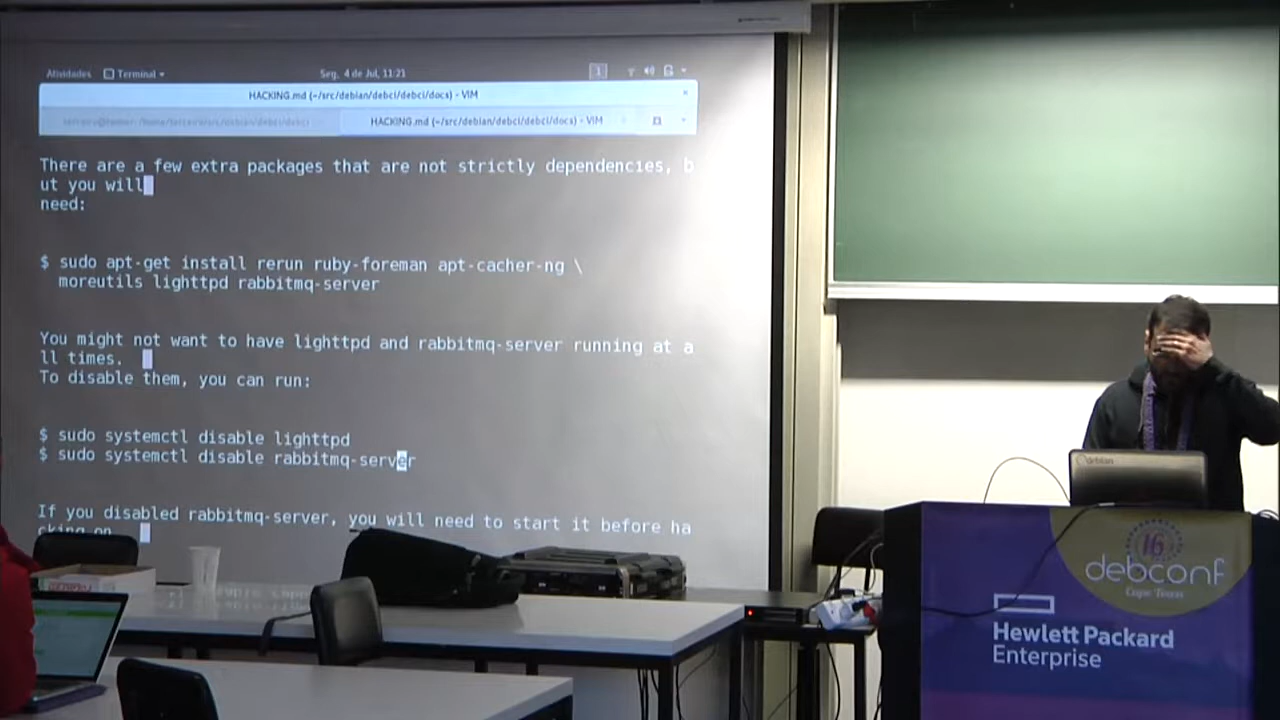 Atividades Terminal Seg, 4 de Jul, 11:21 1
HACKING.md (~/src/debian/debci/debci/docs) - VIM
HACKING.md (~/src/debian/debci/debci/docs) - VIM
There are a few extra packages that are not strictly dependencies, b
ut you will
need:
$ sudo apt-get install rerun ruby-foreman apt-cacher-ng \
moreutils lighttpd rabbitmq-server
You might not want to have lighttpd and rabbitmq-server running at a
ll times.
To disable them, you can run:
$ sudo systemctl disable lighttpd
$ sudo systemctl disable rabbitmq-server
If you disabled rabbitmq-server, you will need to start it before ha
cking on
debian
16
debconf
Cape Town
Hewlett Packard
Enterprise